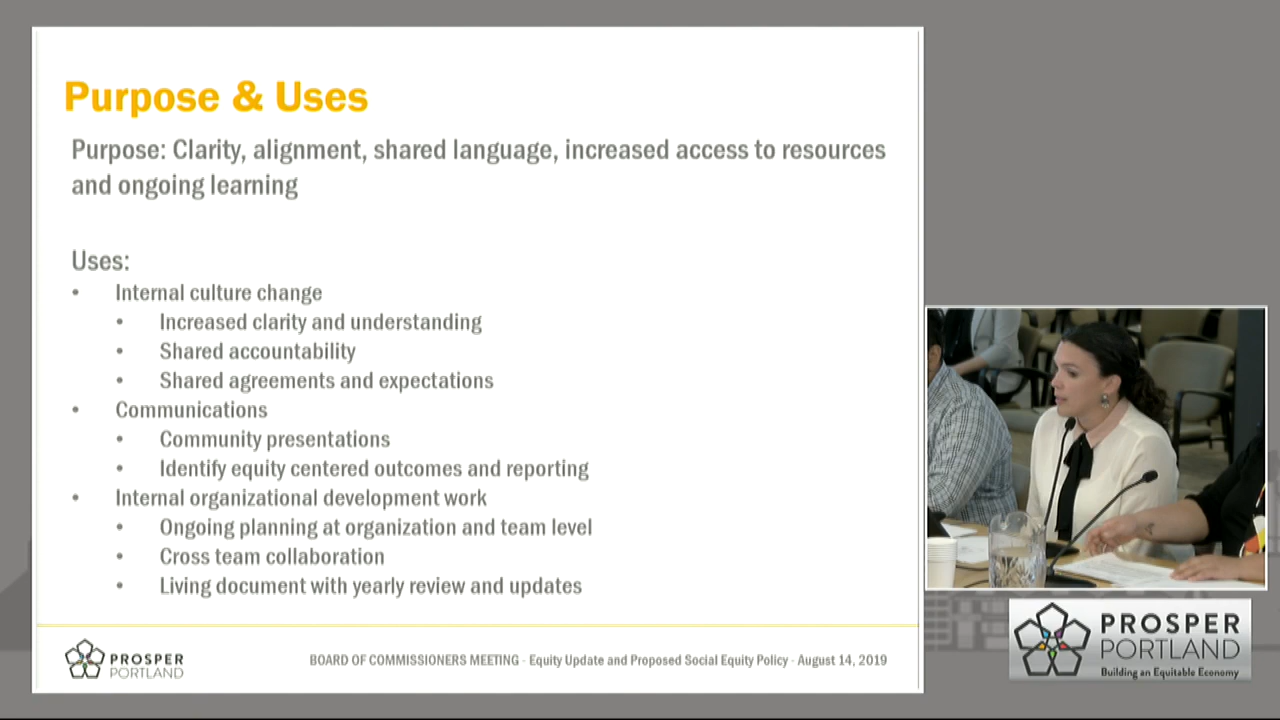 Purpose & Uses
Purpose: Clarity, alignment, shared language, increased access to resources
and ongoing learning
Uses:
• Internal culture change
• Increased clarity and understanding
• Shared accountability
• Shared agreements and expectations
• Communications
• Community presentations
• Identify equity centered outcomes and reporting
• Internal organizational development work
• Ongoing planning at organization and team level
• Cross team collaboration
• Living document with yearly review and updates
PROSPER
PORTLAND
BOARD OF COMMISSIONERS MEETING - Equity Update and Proposed Social Equity Policy - August 14, 2019
PROSPER
PORTLAND
Building an Equitable Economy